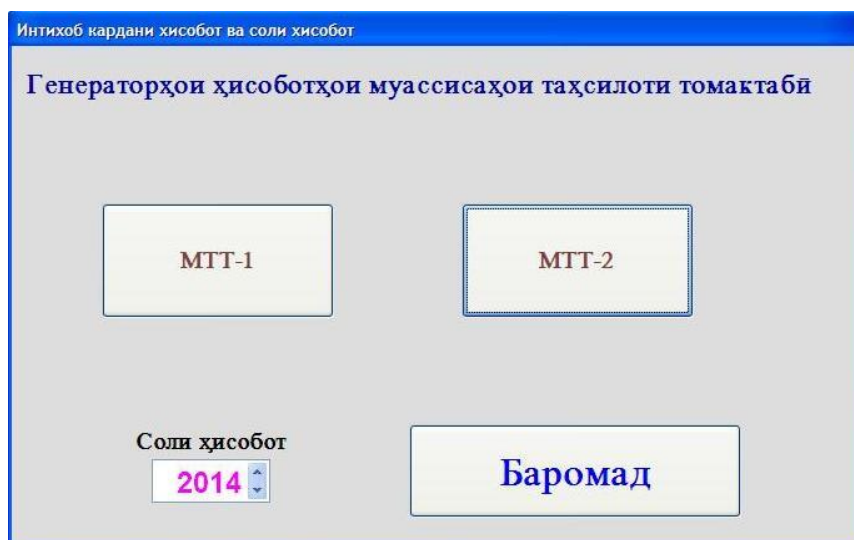 Интихоб кардани хисобот ва соли хисобот
Генераторҳои ҳисоботҳои муассисаҳои таҳсилоти томактабӣ
МТТ-1
МТТ-2
Соли ҳисобот
2014
Баромад